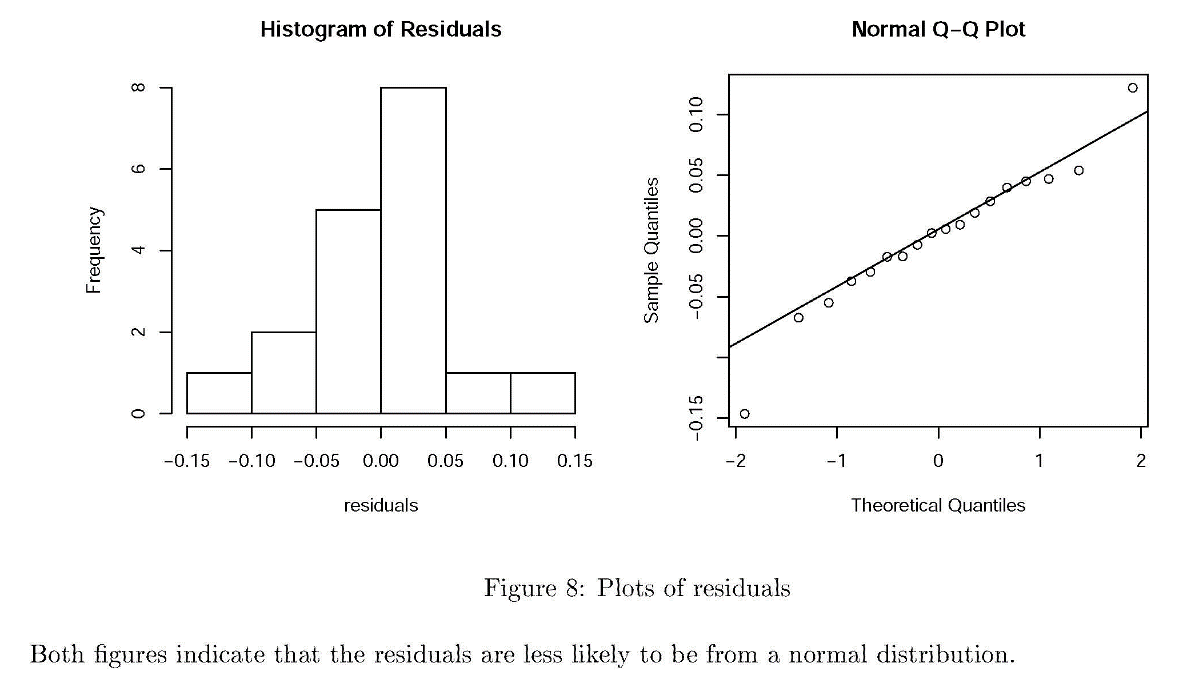 Histogram of Residuals
Frequency
0 2 4 6 8
−0.15 −0.10 −0.05 0.00 0.05 0.10 0.15
residuals
Normal Q−Q Plot
Sample Quantiles
−0.15 −0.05 0.00 0.05 0.10
−2 −1 0 1 2
Theoretical Quantiles
Figure 8: Plots of residuals
Both figures indicate that the residuals are less likely to be from a normal distribution.